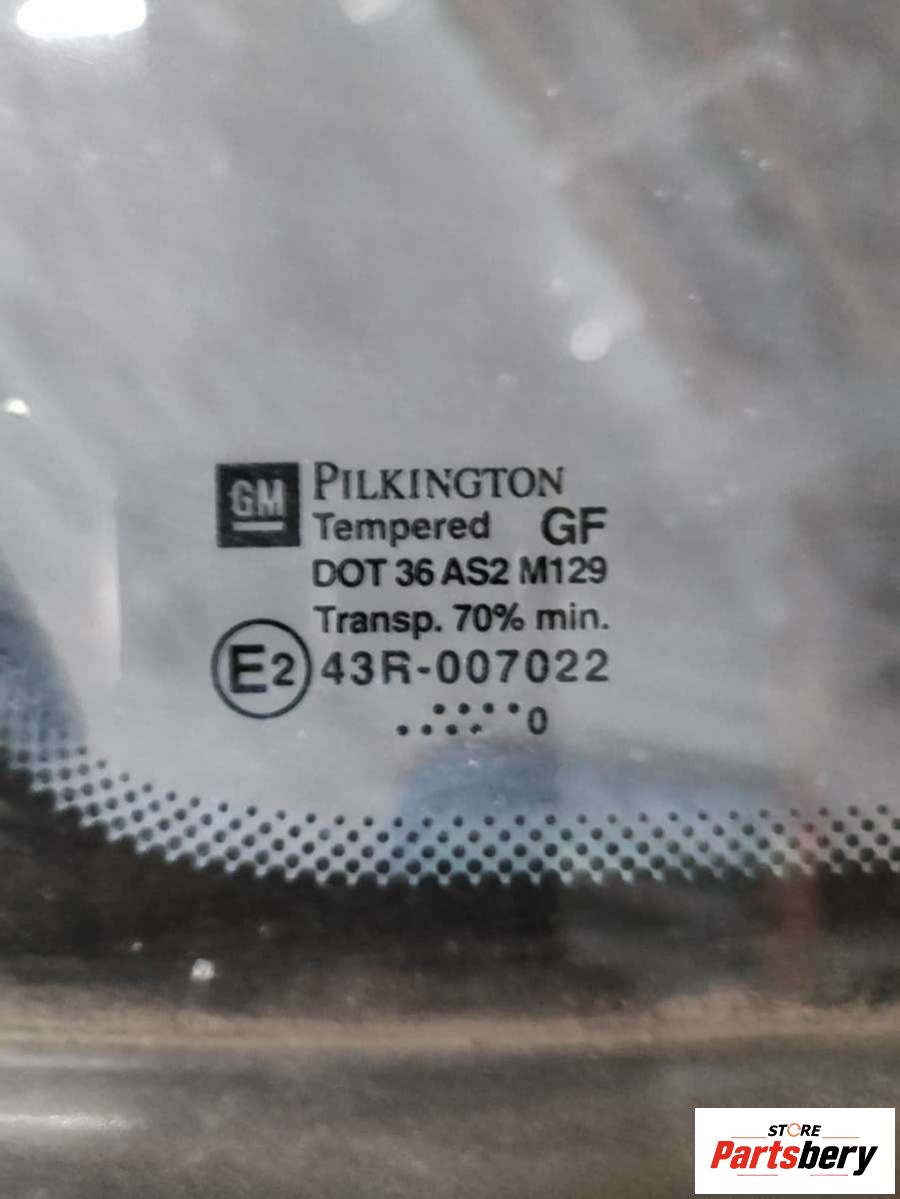 GM PILKINGTON
Tempered GF
DOT 36 AS2 M129
Transp. 70% min.
E2 43R-007022
..... .... 0
STORE
Partsbery